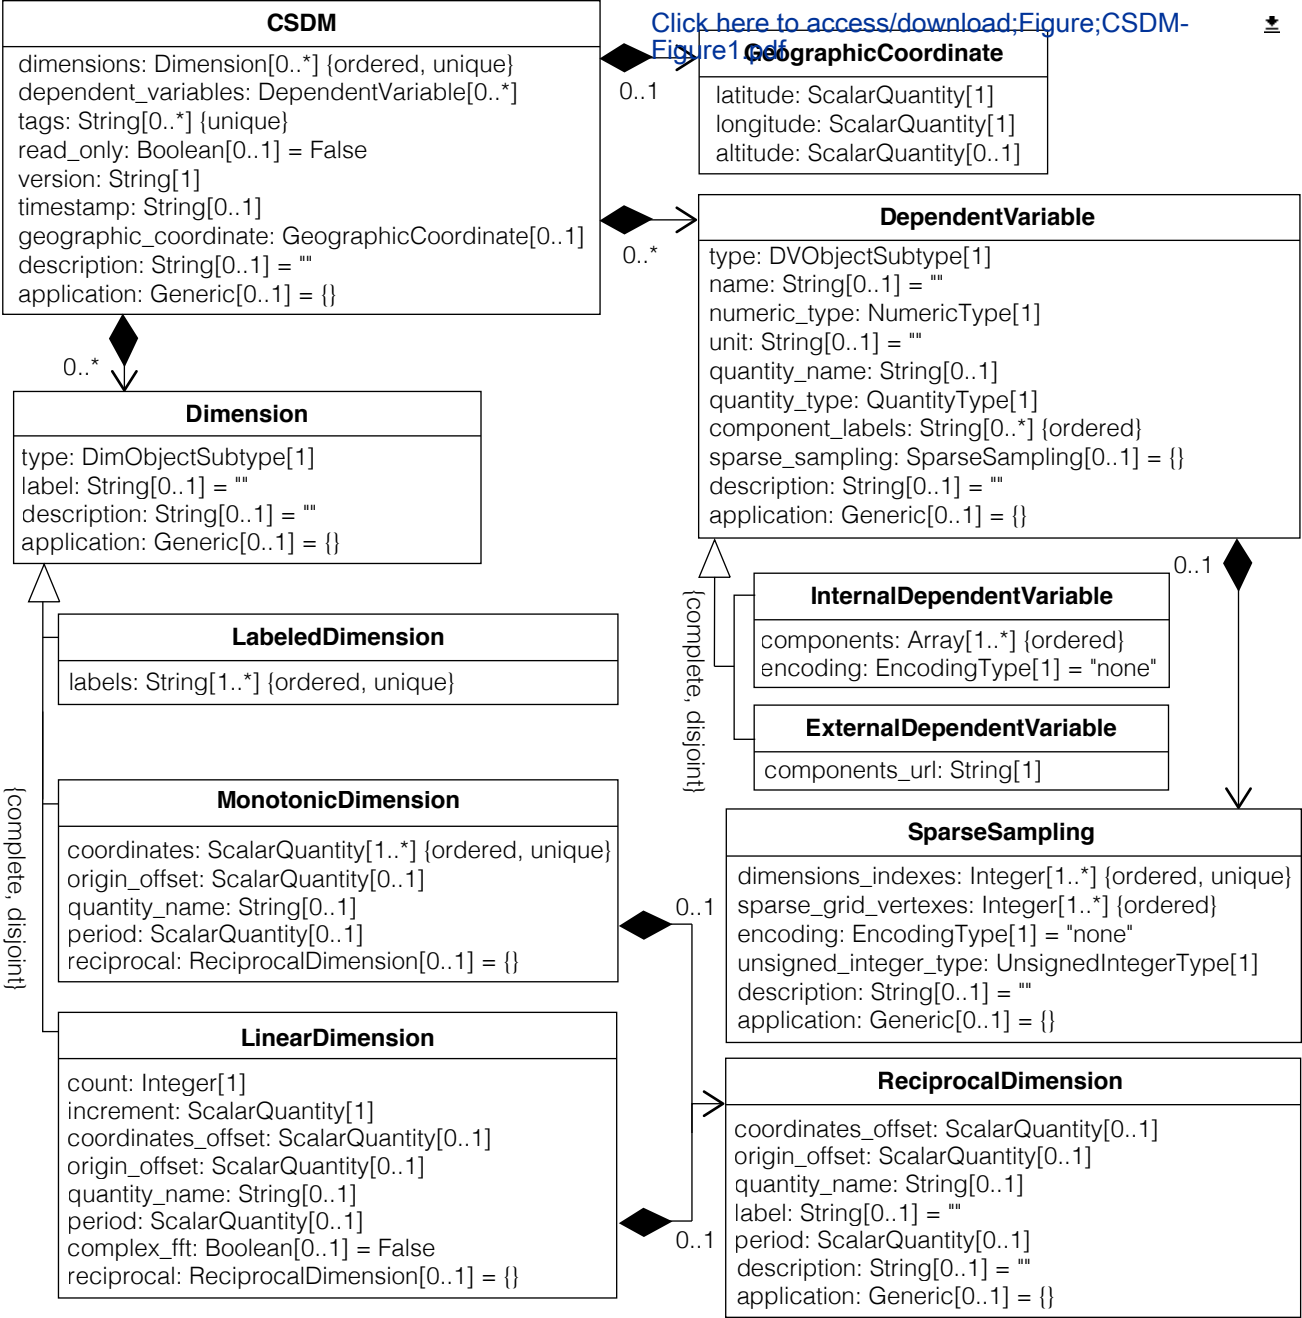 CSDM
dimensions: Dimension[0..*] {ordered, unique}
dependent_variables: DependentVariable[0..*]
tags: String[0..*] {unique}
read_only: Boolean[0..1] = False
version: String[1]
timestamp: String[0..1]
geographic_coordinate: GeographicCoordinate[0..1]
description: String[0..1] = ""
application: Generic[0..1] = {}
Click here to access/download;Figure;CSDM-
Figure1.pdf
0..1
GeographicCoordinate
latitude: ScalarQuantity[1]
longitude: ScalarQuantity[1]
altitude: ScalarQuantity[0..1]
0..*
DependentVariable
type: DVObjectSubtype[1]
name: String[0..1] = ""
numeric_type: NumericType[1]
unit: String[0..1] = ""
quantity_name: String[0..1]
quantity_type: QuantityType[1]
component_labels: String[0..*] {ordered}
sparse_sampling: SparseSampling[0..1] = {}
description: String[0..1] = ""
application: Generic[0..1] = {}
0..*
Dimension
type: DimObjectSubtype[1]
label: String[0..1] = ""
description: String[0..1] = ""
application: Generic[0..1] = {}
{complete, disjoint}
LabeledDimension
labels: String[1..*] {ordered, unique}
MonotonicDimension
coordinates: ScalarQuantity[1..*] {ordered, unique}
origin_offset: ScalarQuantity[0..1]
quantity_name: String[0..1]
period: ScalarQuantity[0..1]
reciprocal: ReciprocalDimension[0..1] = {}
0..1
LinearDimension
count: Integer[1]
increment: ScalarQuantity[1]
coordinates_offset: ScalarQuantity[0..1]
origin_offset: ScalarQuantity[0..1]
quantity_name: String[0..1]
period: ScalarQuantity[0..1]
complex_fft: Boolean[0..1] = False
reciprocal: ReciprocalDimension[0..1] = {}
0..1
{complete, disjoint}
InternalDependentVariable
components: Array[1..*] {ordered}
encoding: EncodingType[1] = "none"
ExternalDependentVariable
components_url: String[1]
0..1
SparseSampling
dimensions_indexes: Integer[1..*] {ordered, unique}
sparse_grid_vertexes: Integer[1..*] {ordered}
encoding: EncodingType[1] = "none"
unsigned_integer_type: UnsignedIntegerType[1]
description: String[0..1] = ""
application: Generic[0..1] = {}
ReciprocalDimension
coordinates_offset: ScalarQuantity[0..1]
origin_offset: ScalarQuantity[0..1]
quantity_name: String[0..1]
label: String[0..1] = ""
period: ScalarQuantity[0..1]
description: String[0..1] = ""
application: Generic[0..1] = {}